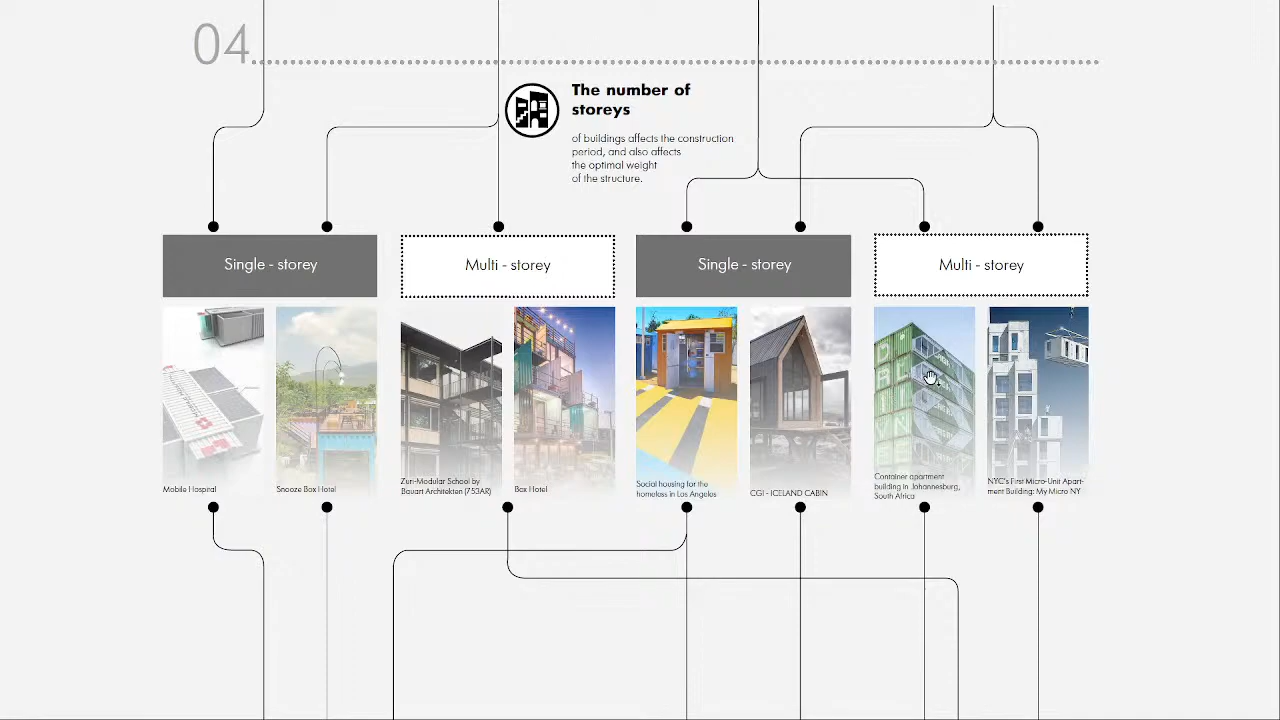 04
The number of
storeys
of buildings affects the construction
period, and also affects
the optimal weight
of the structure.
Single - storey
Multi - storey
Single - storey
Multi - storey
Mobile Hospital
Snooze Box Hotel
Zuri-Modular School by
Bauart Architekten (753AR)
Box Hotel
Social housing for the
homeless in Los Angeles
CGI - ICELAND CABIN
Container apartment
building in Johannesburg,
South Africa
NYC's First Micro-Unit Apart-
ment Building: My Micro NY